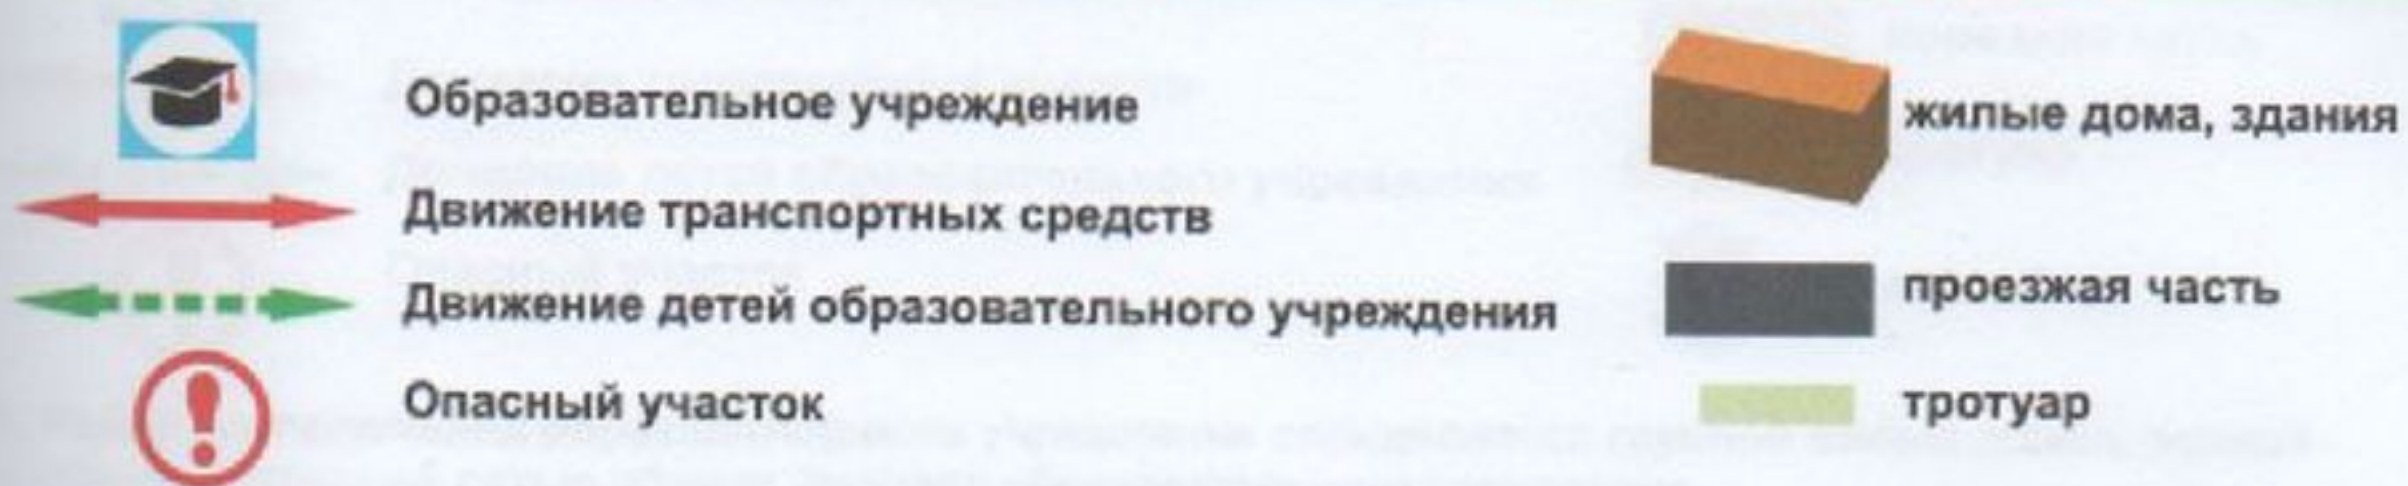 Образовательное учреждение
Движение транспортных средств
Движение детей образовательного учреждения
Опасный участок
жилые дома, здания
проезжая часть
тротуар